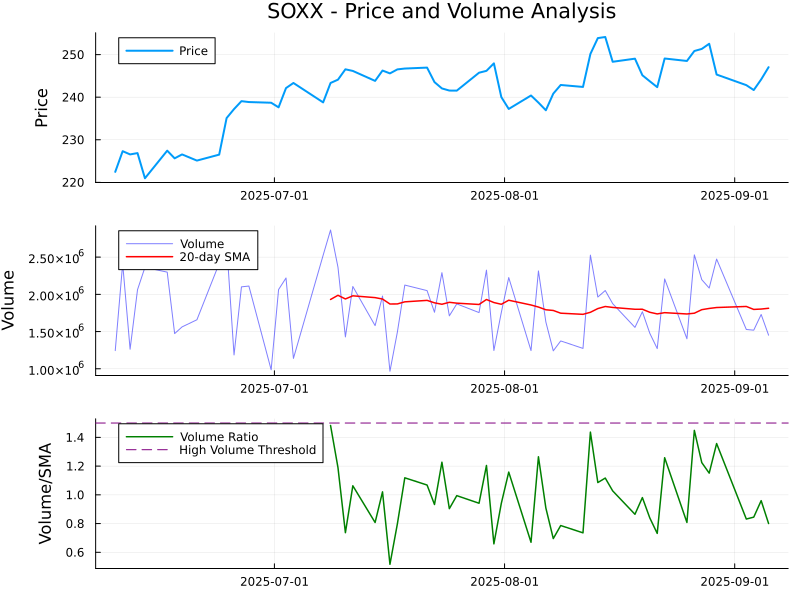 SOXX - Price and Volume Analysis
Price
250
240
230
220
Price
2025-07-01
2025-08-01
2025-09-01
Volume
20-day SMA
2.50×10⁶
2.00×10⁶
1.50×10⁶
1.00×10⁶
Volume
2025-07-01
2025-08-01
2025-09-01
Volume Ratio
High Volume Threshold
1.4
1.2
1.0
0.8
0.6
Volume/SMA
2025-07-01
2025-08-01
2025-09-01